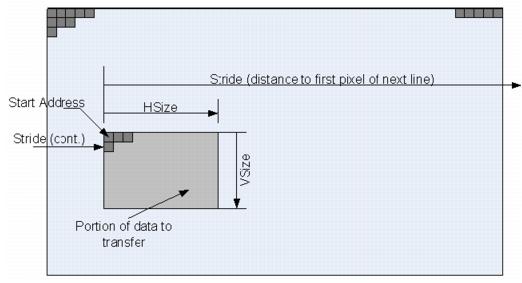 Stride (distance to first pixel of next line)
HSize
Start Address
Stride (cont.)
VSize
Portion of data to
transfer